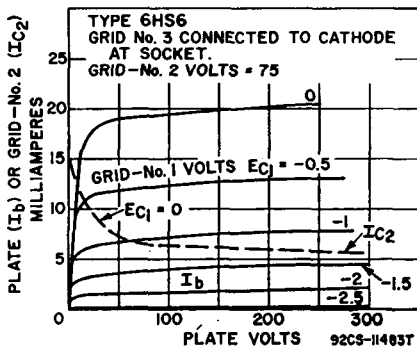 TYPE 6HS6
GRID No. 3 CONNECTED TO CATHODE
AT SOCKET.
GRID-No. 2 VOLTS = 75
PLATE (Ib) OR GRID-No. 2 (IC2)
MILLIAMPERES
20
15
10
5
0
0
GRID-No. 1 VOLTS EC1 = -0.5
EC1 = 0
-1
IC2
-1.5
Ib
-2
-2.5
0
100
200
300
PLATE VOLTS
92CS-11483T